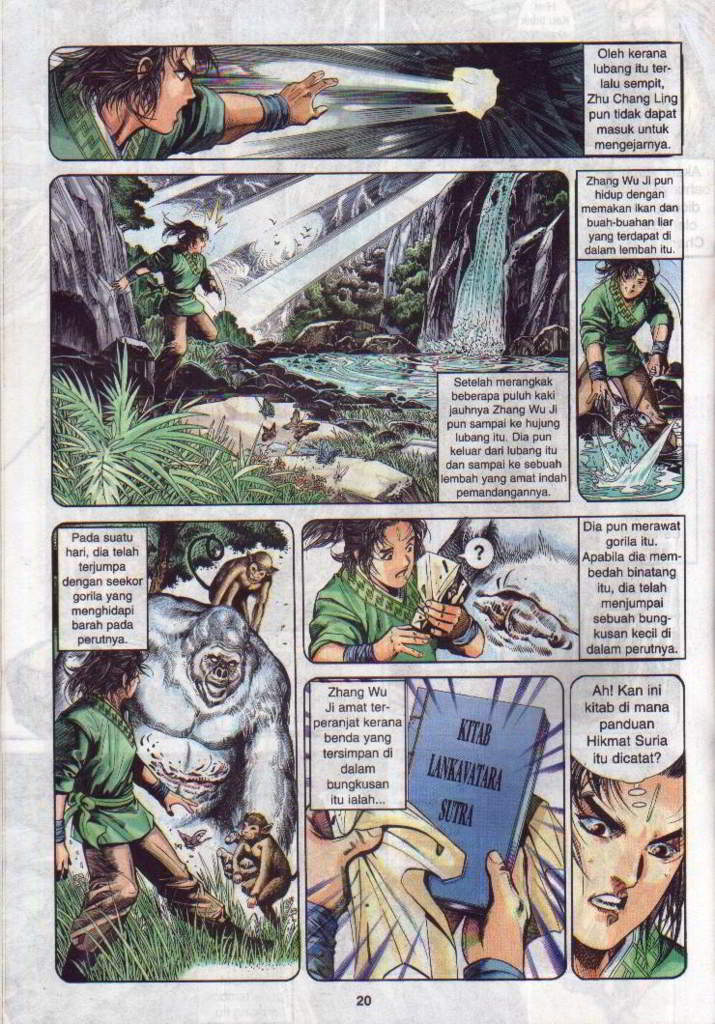 Oleh kerana
lubang itu ter-
lalu sempit,
Zhu Chang Ling
pun tidak dapat
masuk untuk
mengejarnya.
Zhang Wu Ji pun
hidup dengan
memakan ikan dan
buah-buahan liar
yang terdapat di
lembah itu.
Setelah merangkak
beberapa puluh kaki
jauhnya Zhang Wu Ji
pun sampai ke hujung
lubang itu. Dia pun
keluar dari lubang itu
dan sampai ke sebuah
lembah yang amat indah
pemandangannya.
Pada suatu
hari, dia telah
terjumpa
dengan seekor
gorila yang
menghidapi
barah pada
perutnya.
?
Dia pun merawat
gorila itu.
Apabila dia mem-
bedah binatang
itu, dia telah
menjumpai
sebuah bung-
kusan kecil di
dalam perutnya.
Zhang Wu
Ji amat ter-
peranjat kerana
benda yang
tersimpan di
dalam
bungkusan
itu ialah...
KITAB
LANKAVATARA
SUTRA
Ah! Kan ini
kitab di mana
panduan
Hikmat Suria
itu dicatat?
20